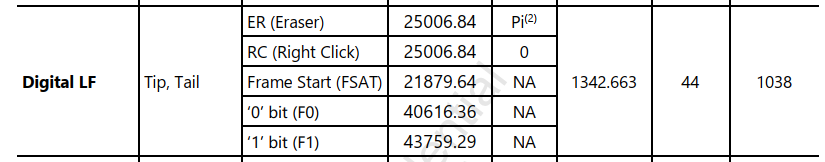 ER (Eraser) 25006.84 Pi(2)
RC (Right Click) 25006.84 0
Digital LF Tip, Tail Frame Start (FSAT) 21879.64 NA 1342.663 44 1038
‘0’ bit (F0) 40616.36 NA
‘1’ bit (F1) 43759.29 NA